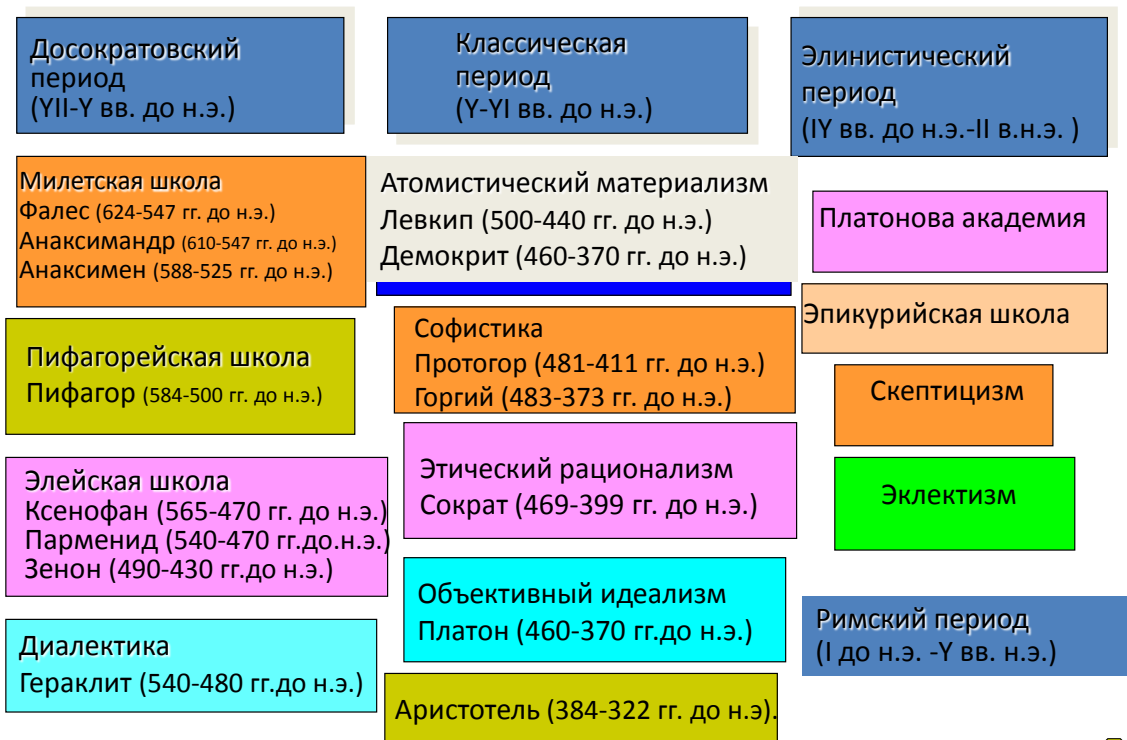 Досократовский
период
(YII-Y вв. до н.э.)
Милетская школа
Фалес (624-547 гг. до н.э.)
Анаксимандр (610-547 гг. до н.э.)
Анаксимен (588-525 гг. до н.э.)
Пифагорейская школа
Пифагор (584-500 гг. до н.э.)
Элейская школа
Ксенофан (565-470 гг. до н.э.)
Парменид (540-470 гг.до.н.э.)
Зенон (490-430 гг.до н.э.)
Диалектика
Гераклит (540-480 гг.до н.э.)
Классическая
период
(Y-YI вв. до н.э.)
Атомистический материализм
Левкип (500-440 гг. до н.э.)
Демокрит (460-370 гг. до н.э.)
Софистика
Протогор (481-411 гг. до н.э.)
Горгий (483-373 гг. до н.э.)
Этический рационализм
Сократ (469-399 гг. до н.э.)
Объективный идеализм
Платон (460-370 гг.до н.э.)
Аристотель (384-322 гг. до н.э).
Элинистический
период
(IY вв. до н.э.-II в.н.э. )
Платонова академия
Эпикурийская школа
Скептицизм
Эклектизм
Римский период
(I до н.э. -Y вв. н.э.)